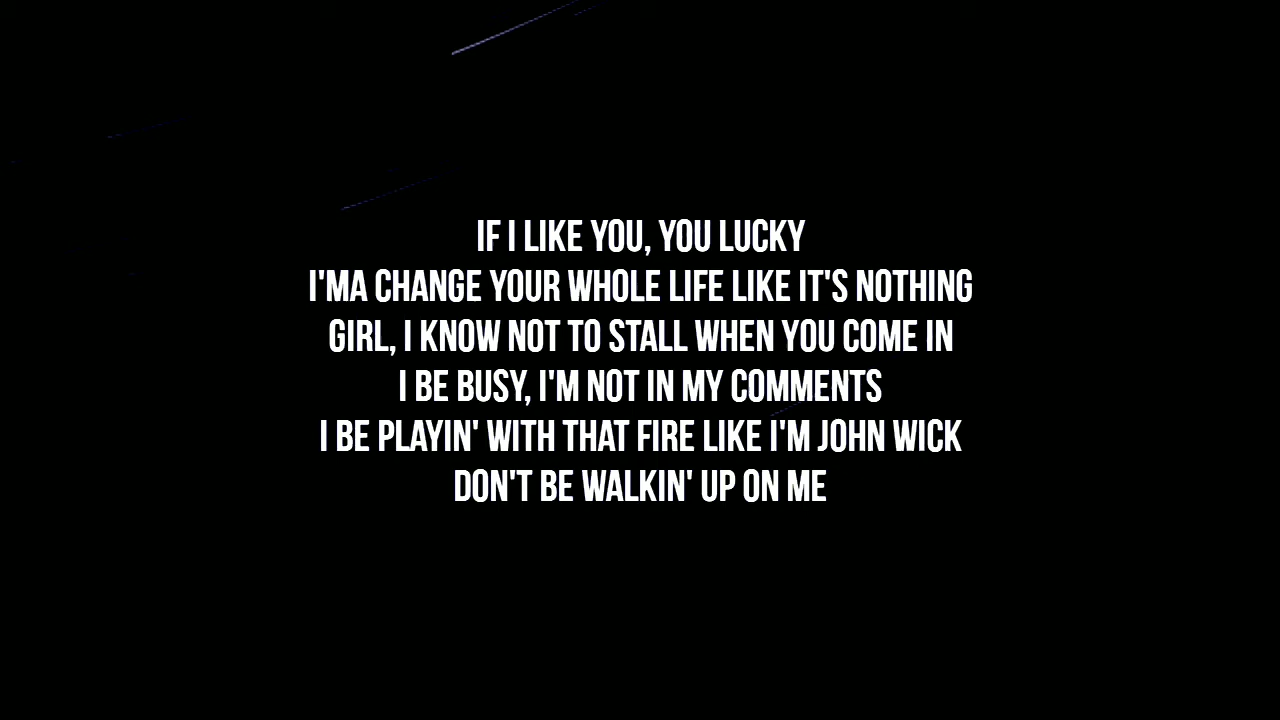 IF I LIKE YOU, YOU LUCKY
I'MA CHANGE YOUR WHOLE LIFE LIKE IT'S NOTHING
GIRL, I KNOW NOT TO STALL WHEN YOU COME IN
I BE BUSY, I'M NOT IN MY COMMENTS
I BE PLAYIN' WITH THAT FIRE LIKE I'M JOHN WICK
DON'T BE WALKIN' UP ON ME